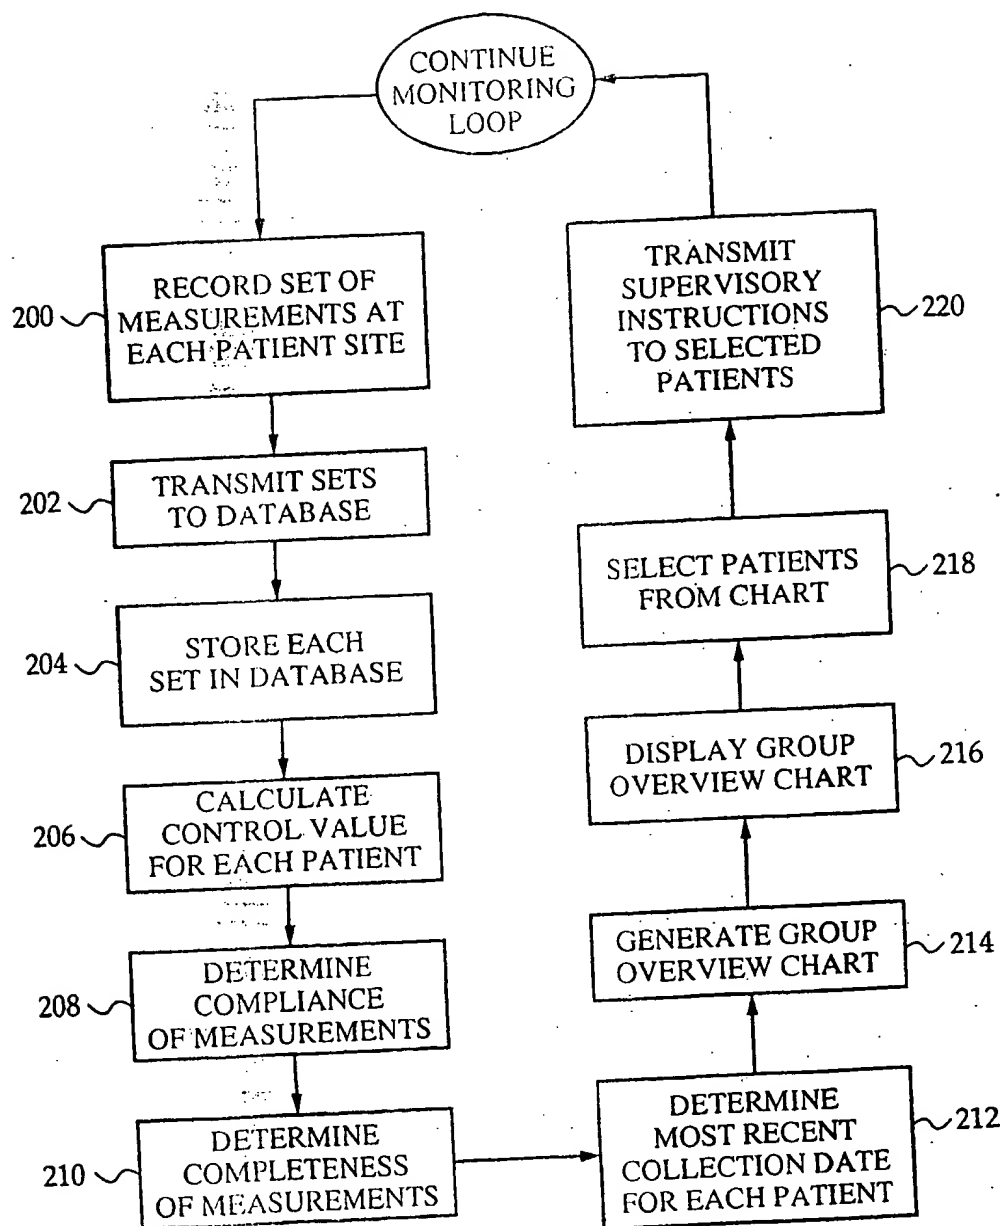 CONTINUE
MONITORING
LOOP
200
RECORD SET OF
MEASUREMENTS AT
EACH PATIENT SITE
202
TRANSMIT SETS
TO DATABASE
204
STORE EACH
SET IN DATABASE
206
CALCULATE
CONTROL VALUE
FOR EACH PATIENT
208
DETERMINE
COMPLIANCE
OF MEASUREMENTS
210
DETERMINE
COMPLETENESS
OF MEASUREMENTS
DETERMINE
MOST RECENT
COLLECTION DATE
FOR EACH PATIENT
212
GENERATE GROUP
OVERVIEW CHART
214
DISPLAY GROUP
OVERVIEW CHART
216
SELECT PATIENTS
FROM CHART
218
TRANSMIT
SUPERVISORY
INSTRUCTIONS
TO SELECTED
PATIENTS
220